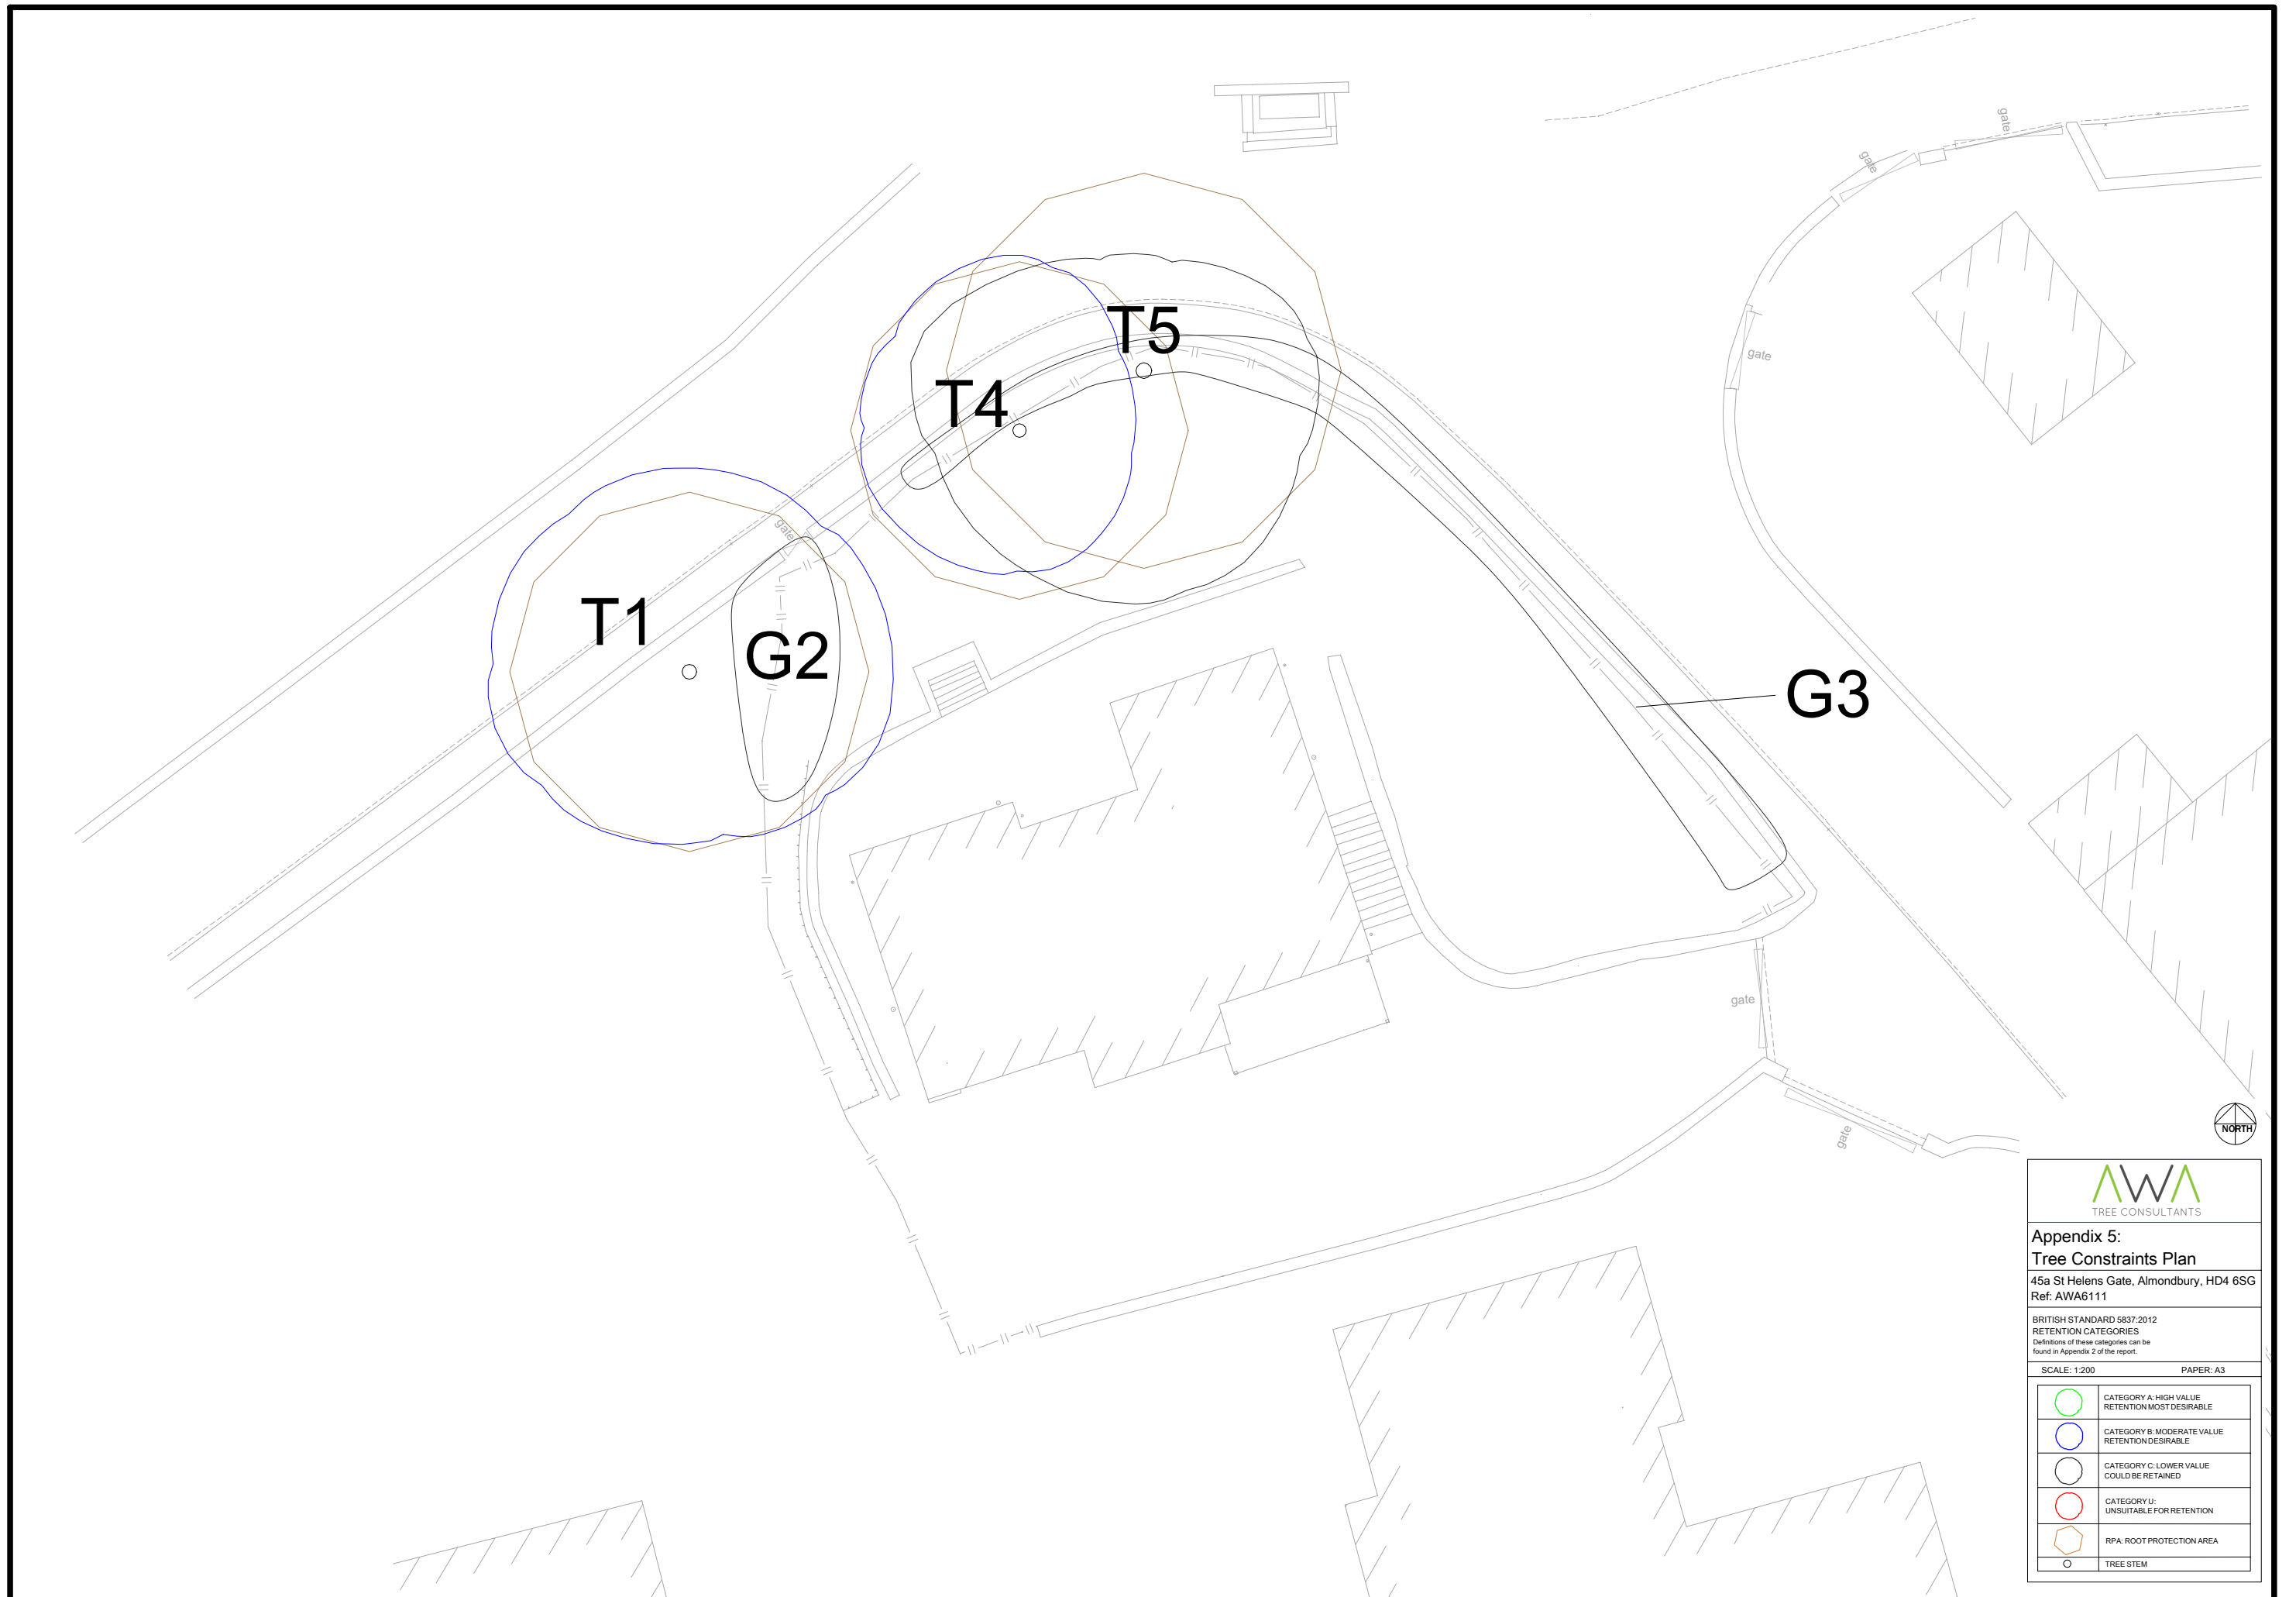 gate
gate
gate
T5
T4
gate
T1
G2
G3
gate
gate
NORTH
AWA
TREE CONSULTANTS
Appendix 5:
Tree Constraints Plan
45a St Helens Gate, Almondbury, HD4 6SG
Ref: AWA6111
BRITISH STANDARD 5837:2012
RETENTION CATEGORIES
Definitions of these categories can be
found in Appendix 2 of the report.
SCALE: 1:200 PAPER: A3
CATEGORY A: HIGH VALUE
RETENTION MOST DESIRABLE
CATEGORY B: MODERATE VALUE
RETENTION DESIRABLE
CATEGORY C: LOWER VALUE
COULD BE RETAINED
CATEGORY U:
UNSUITABLE FOR RETENTION
RPA: ROOT PROTECTION AREA
TREE STEM